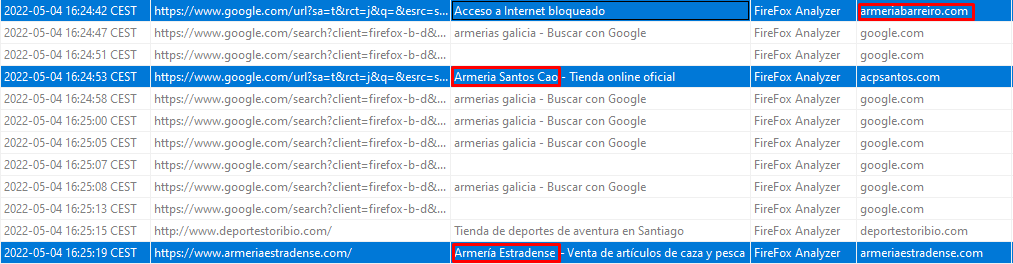 2022-05-04 16:24:42 CEST https://www.google.com/url?sa=t&rct=j&q=&esrc=s... Acceso a Internet bloqueado FireFox Analyzer armeriabarreiro.com
2022-05-04 16:24:47 CEST https://www.google.com/search?client=firefox-b-d&... armerias galicia - Buscar con Google FireFox Analyzer google.com
2022-05-04 16:24:51 CEST https://www.google.com/search?client=firefox-b-d&... FireFox Analyzer google.com
2022-05-04 16:24:53 CEST https://www.google.com/url?sa=t&rct=j&q=&esrc=s... Armeria Santos Cao - Tienda online oficial FireFox Analyzer acpsantos.com
2022-05-04 16:24:58 CEST https://www.google.com/search?client=firefox-b-d&... armerias galicia - Buscar con Google FireFox Analyzer google.com
2022-05-04 16:25:00 CEST https://www.google.com/search?client=firefox-b-d&... armerias galicia - Buscar con Google FireFox Analyzer google.com
2022-05-04 16:25:05 CEST https://www.google.com/search?client=firefox-b-d&... armerias galicia - Buscar con Google FireFox Analyzer google.com
2022-05-04 16:25:07 CEST https://www.google.com/search?client=firefox-b-d&... FireFox Analyzer google.com
2022-05-04 16:25:08 CEST https://www.google.com/search?client=firefox-b-d&... armerias galicia - Buscar con Google FireFox Analyzer google.com
2022-05-04 16:25:13 CEST https://www.google.com/search?client=firefox-b-d&... FireFox Analyzer google.com
2022-05-04 16:25:15 CEST http://www.deportestoribio.com/ Tienda de deportes de aventura en Santiago FireFox Analyzer deportestoribio.com
2022-05-04 16:25:19 CEST https://www.armeriaestradense.com/ Armería Estradense - Venta de artículos de caza y pesca FireFox Analyzer armeriaestradense.com